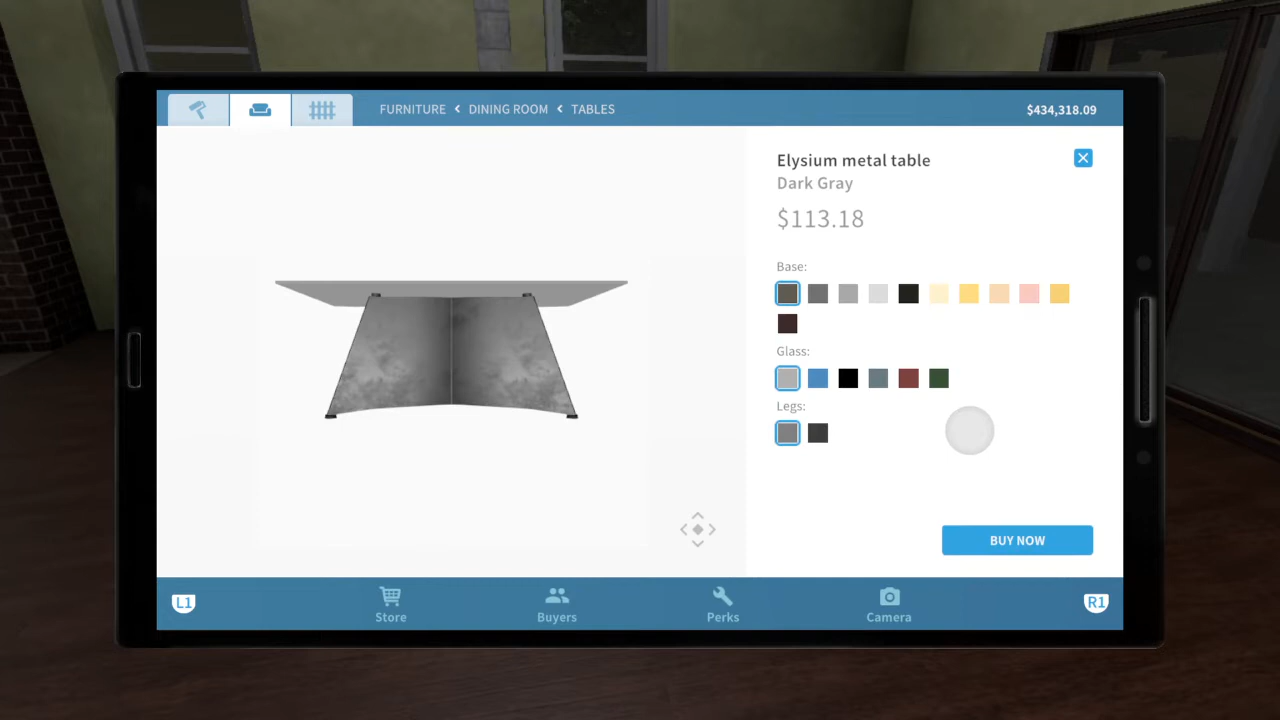 FURNITURE < DINING ROOM < TABLES
$434,318.09
Elysium metal table
Dark Gray
$113.18
Base:
Glass:
Legs:
BUY NOW
L1
Store
Buyers
Perks
Camera
R1